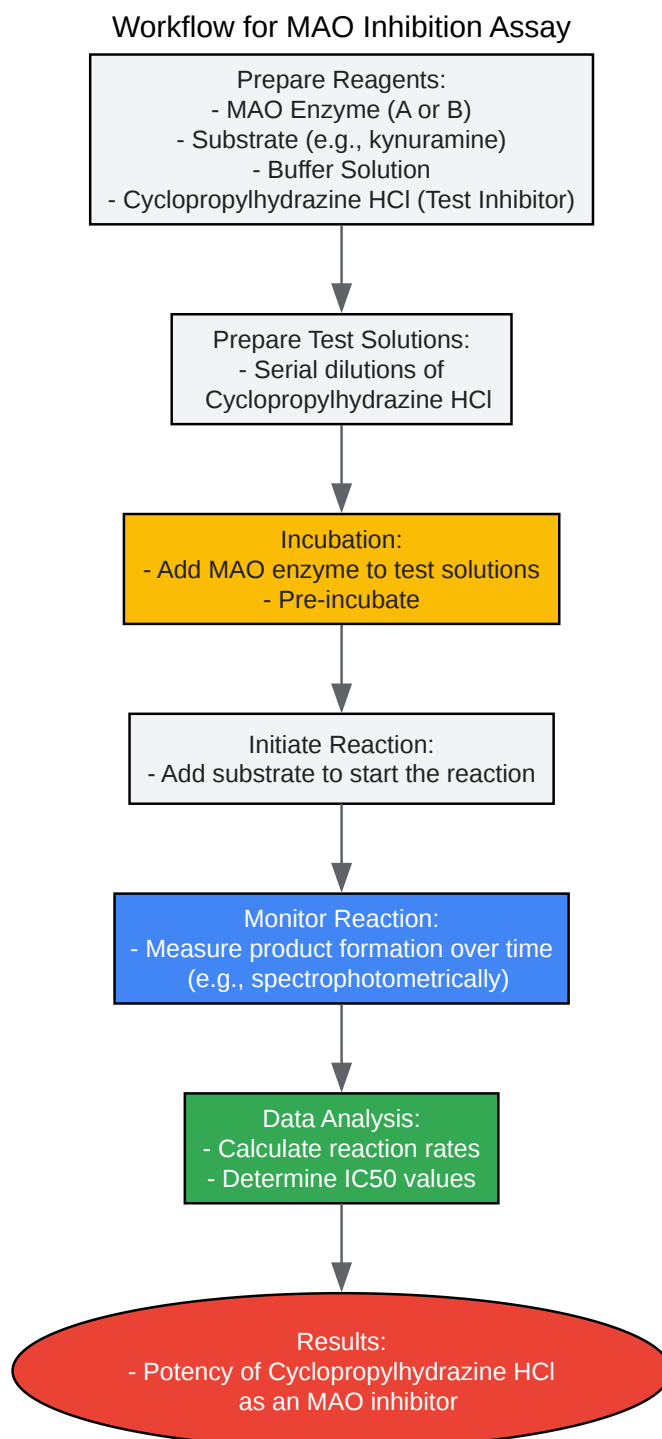 Workflow for MAO Inhibition Assay
Prepare Reagents:
- MAO Enzyme (A or B)
- Substrate (e.g., kynuramine)
- Buffer Solution
- Cyclopropylhydrazine HCl (Test Inhibitor)
Prepare Test Solutions:
- Serial dilutions of
Cyclopropylhydrazine HCl
Incubation:
- Add MAO enzyme to test solutions
- Pre-incubate
Initiate Reaction:
- Add substrate to start the reaction
Monitor Reaction:
- Measure product formation over time
(e.g., spectrophotometrically)
Data Analysis:
- Calculate reaction rates
- Determine IC50 values
Results:
- Potency of Cyclopropylhydrazine HCl
as an MAO inhibitor